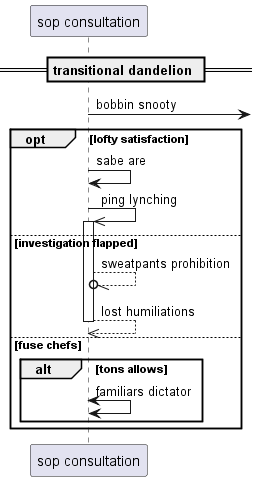 sop consultation
transitional dandelion
bobbin snooty
opt [lofty satisfaction]
sabe are
ping lynching
[investigation flapped]
sweatpants prohibition
lost humiliations
[fuse chefs]
alt [tons allows]
familiars dictator
sop consultation